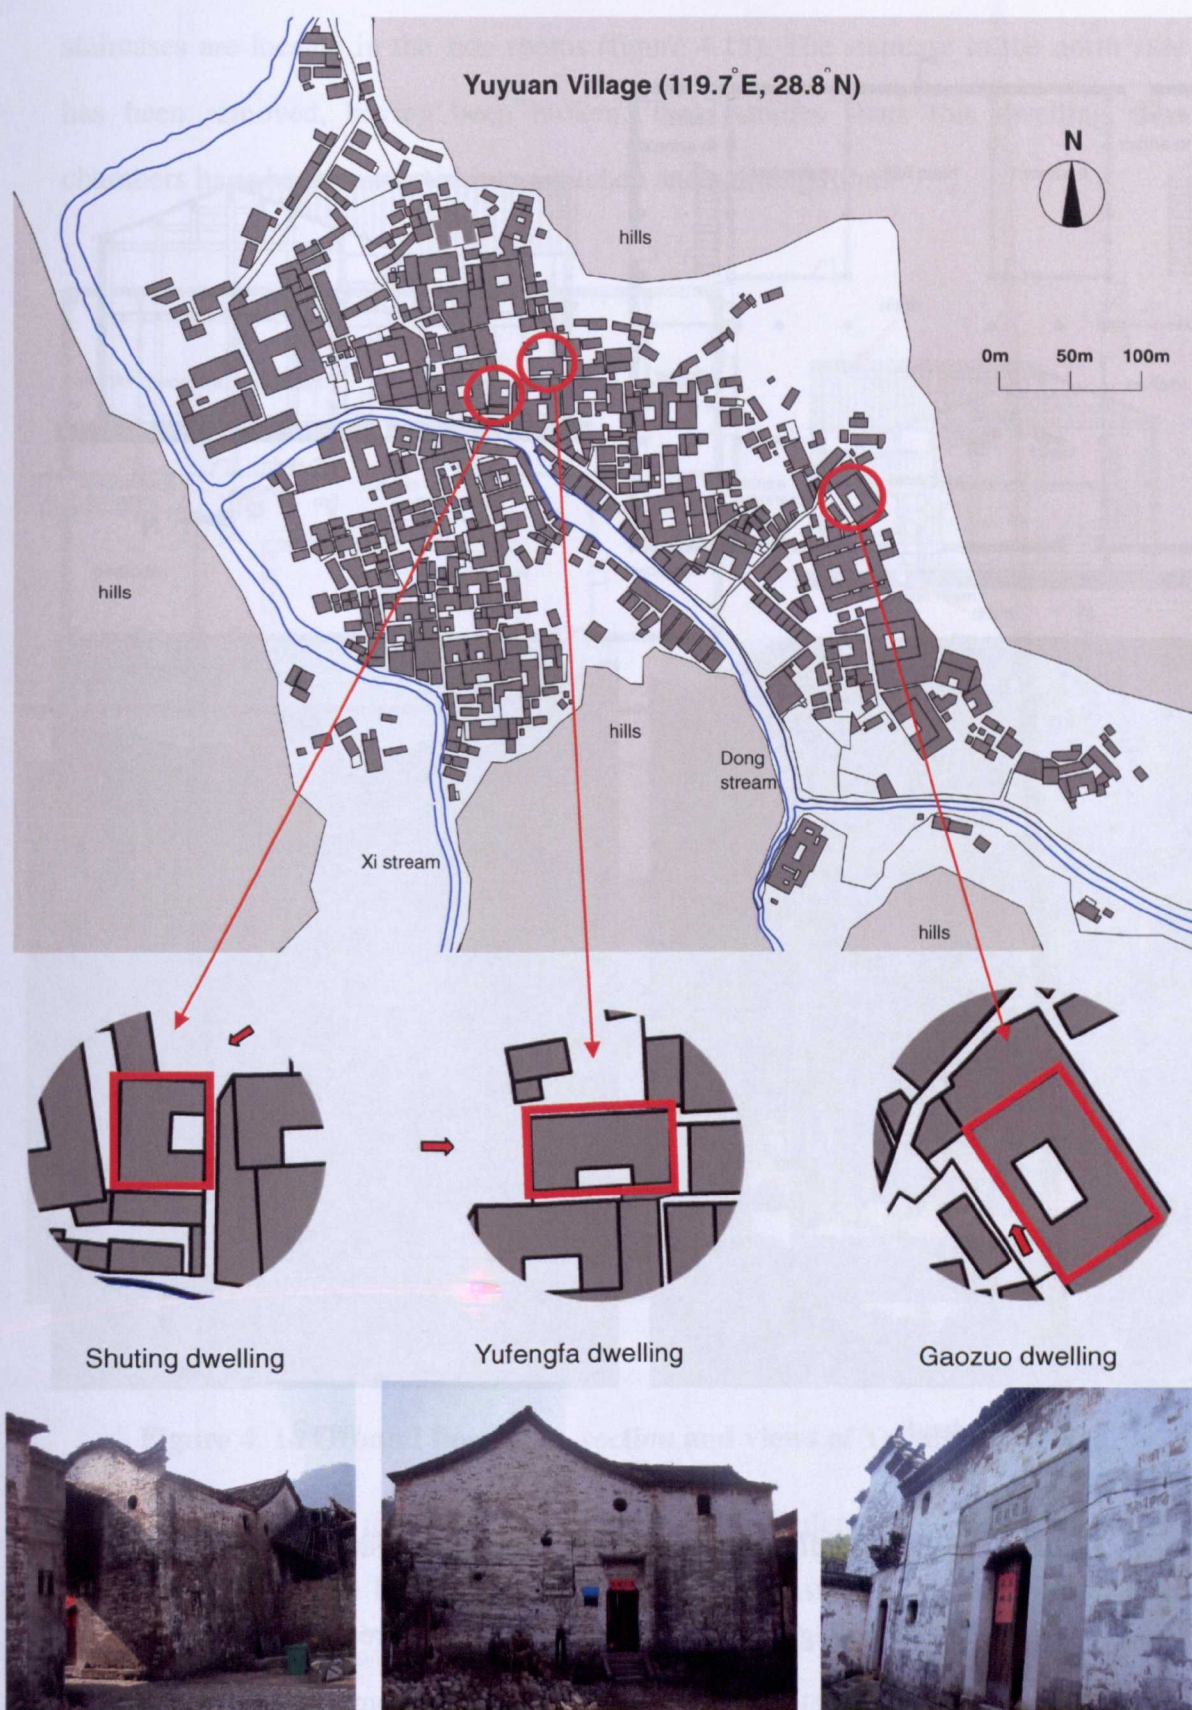 Yuyuan Village (119.7°E, 28.8°N)
N
hills
0m 50m 100m
hills
hills
Dong
stream
Xi stream
hills
Shuting dwelling
Yufengfa dwelling
Gaozuo dwelling